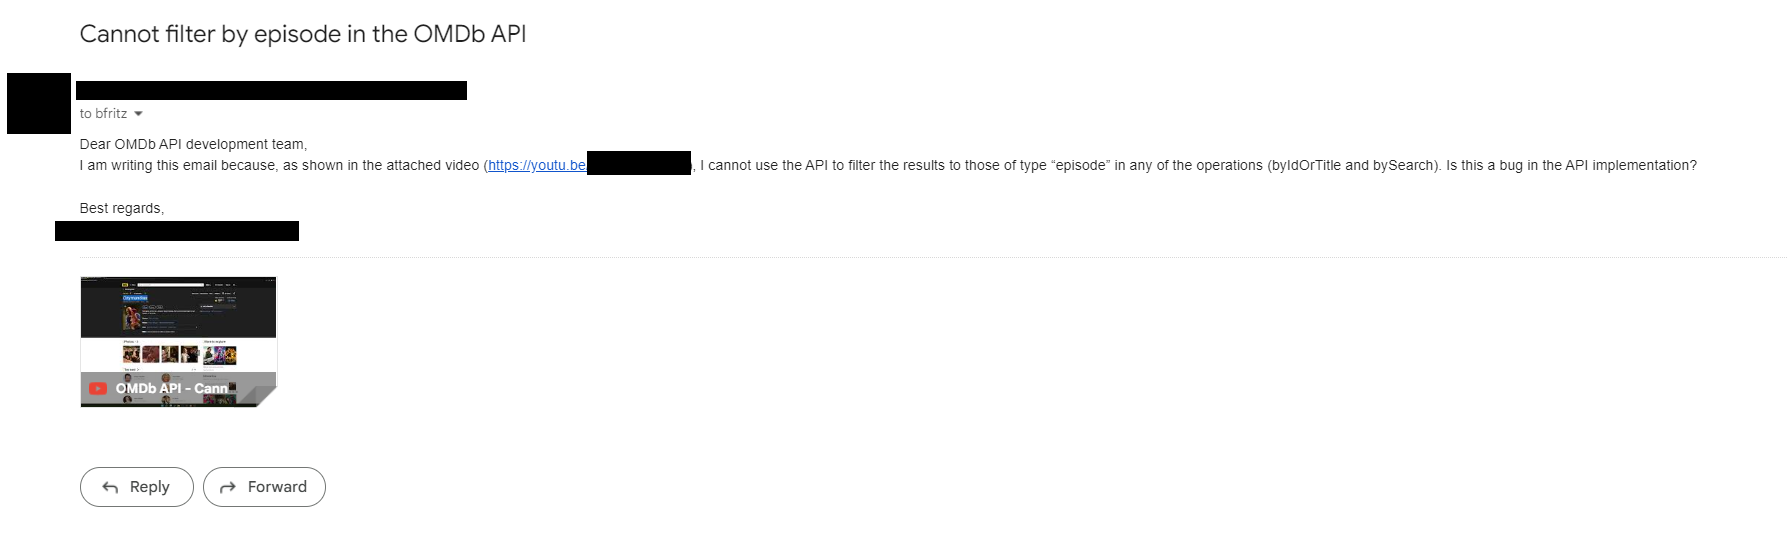 Cannot filter by episode in the OMDb API
to bfritz
Dear OMDb API development team,
I am writing this email because, as shown in the attached video (https://youtu.be, I cannot use the API to filter the results to those of type “episode” in any of the operations (byIdOrTitle and bySearch). Is this a bug in the API implementation?
Best regards,
OMDb API - Cann
Reply
Forward